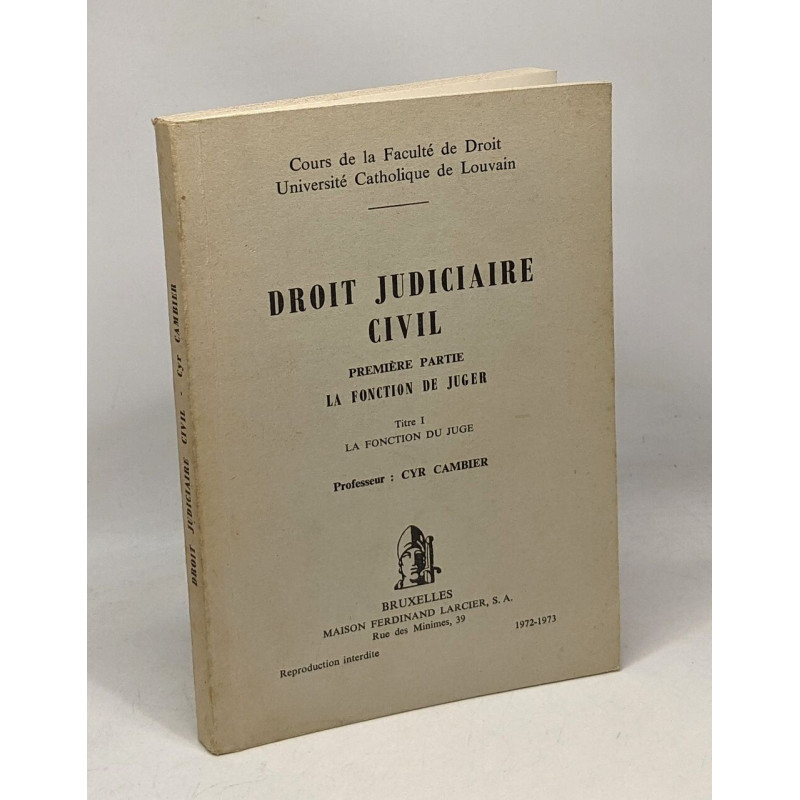 Cours de la Faculté de Droit
Université Catholique de Louvain
DROIT JUDICIAIRE
CIVIL
PREMIÈRE PARTIE
LA FONCTION DE JUGER
Titre I
LA FONCTION DU JUGE
Professeur : CYR CAMBIER
BRUXELLES
MAISON FERDINAND LARCIER, S. A.
Rue des Minimes, 39
1972-1973
Reproduction interdite
DROIT JUDICIAIRE CIVIL - Cyr CAMBIER